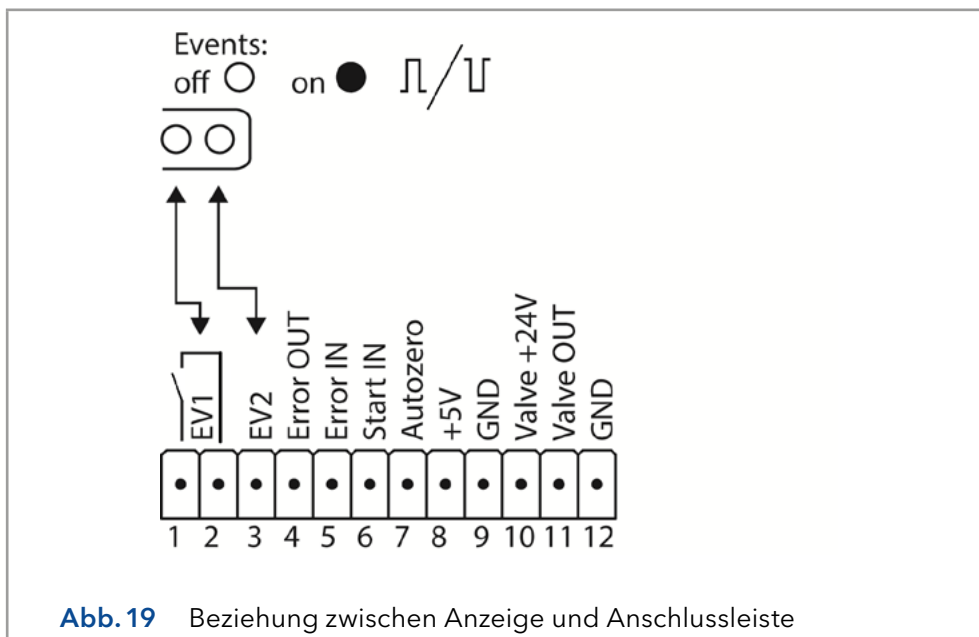 Events:
off on
EV1
EV2
Error OUT
Error IN
Start IN
Autozero
+5V
GND
Valve +24V
Valve OUT
GND
1 2 3 4 5 6 7 8 9 10 11 12
Abb. 19 Beziehung zwischen Anzeige und Anschlussleiste